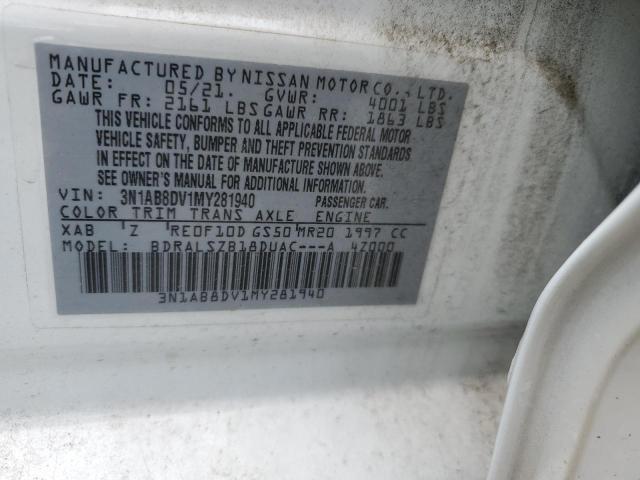 MANUFACTURED BY NISSAN MOTOR CO., LTD.
DATE: 05/21. GVWR: 4001 LBS
GAWR FR: 2161 LBS GAWR RR: 1863 LBS
THIS VEHICLE CONFORMS TO ALL APPLICABLE FEDERAL MOTOR
VEHICLE SAFETY, BUMPER AND THEFT PREVENTION STANDARDS
IN EFFECT ON THE DATE OF MANUFACTURE SHOWN ABOVE.
SEE OWNER'S MANUAL FOR ADDITIONAL INFORMATION.
VIN: 3N1AB8DV1MY281940 PASSENGER CAR.
COLOR TRIM TRANS AXLE ENGINE
XAB Z RE0F10D GS50 MR20 1997 CC
MODEL: BDRALSZB18DUAC---A 4Z000
3N1AB8DV1MY281940